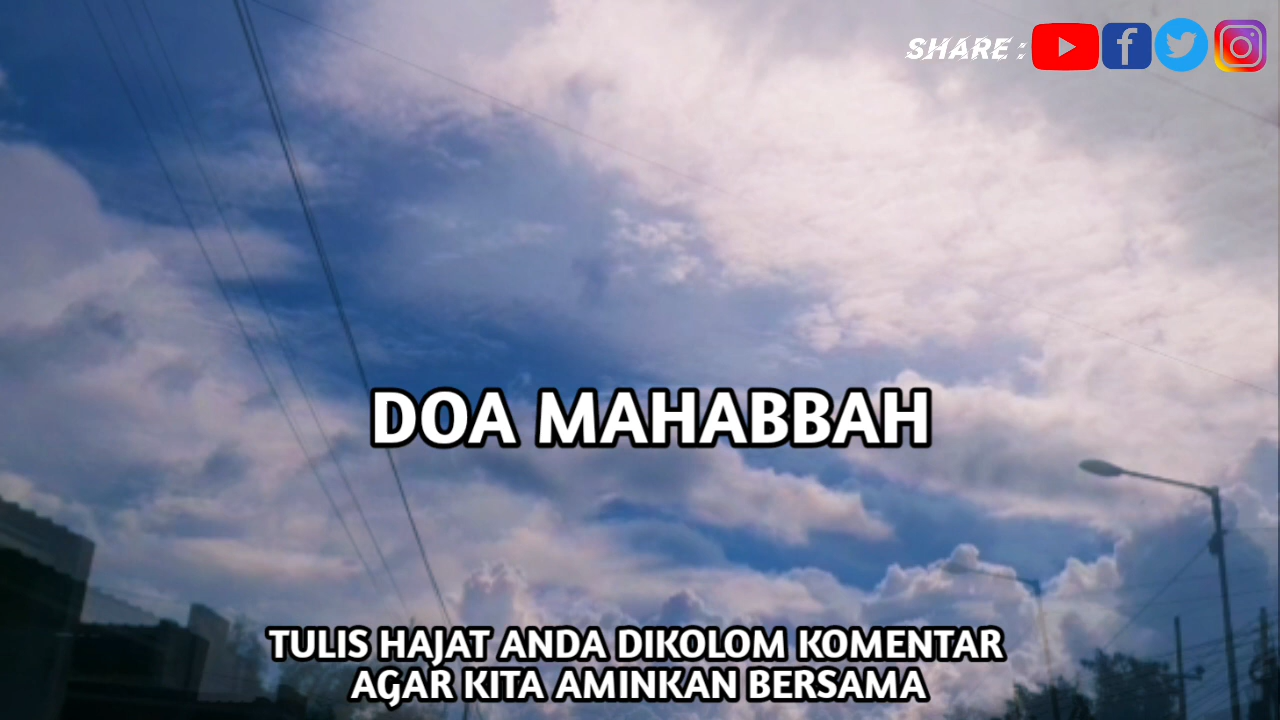 SHARE :
DOA MAHABBAH
TULIS HAJAT ANDA DIKOLOM KOMENTAR
AGAR KITA AMINKAN BERSAMA